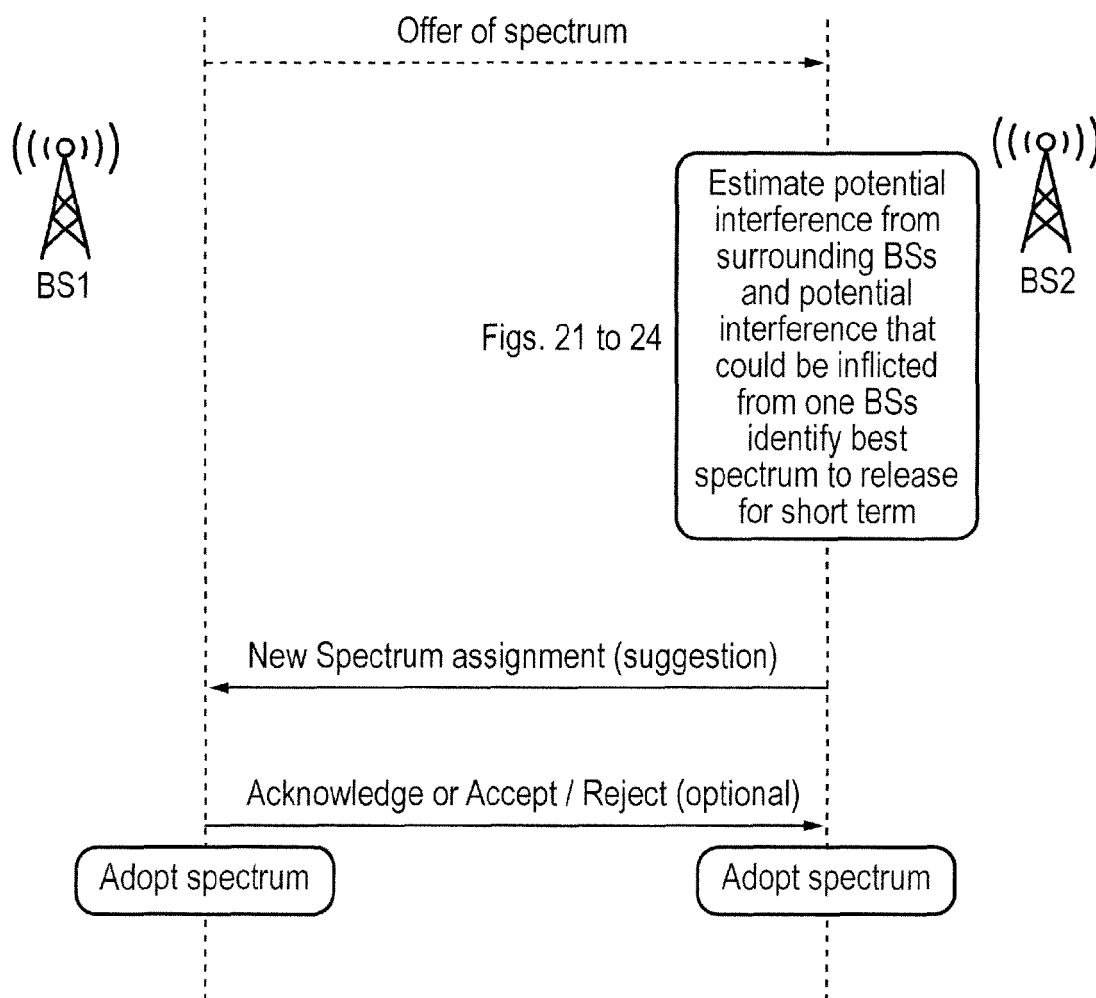 Offer of spectrum
BS1
BS2
Estimate potential
interference from
surrounding BSs
and potential
interference that
could be inflicted
from one BSs
identify best
spectrum to release
for short term
Figs. 21 to 24
New Spectrum assignment (suggestion)
Acknowledge or Accept / Reject (optional)
Adopt spectrum
Adopt spectrum